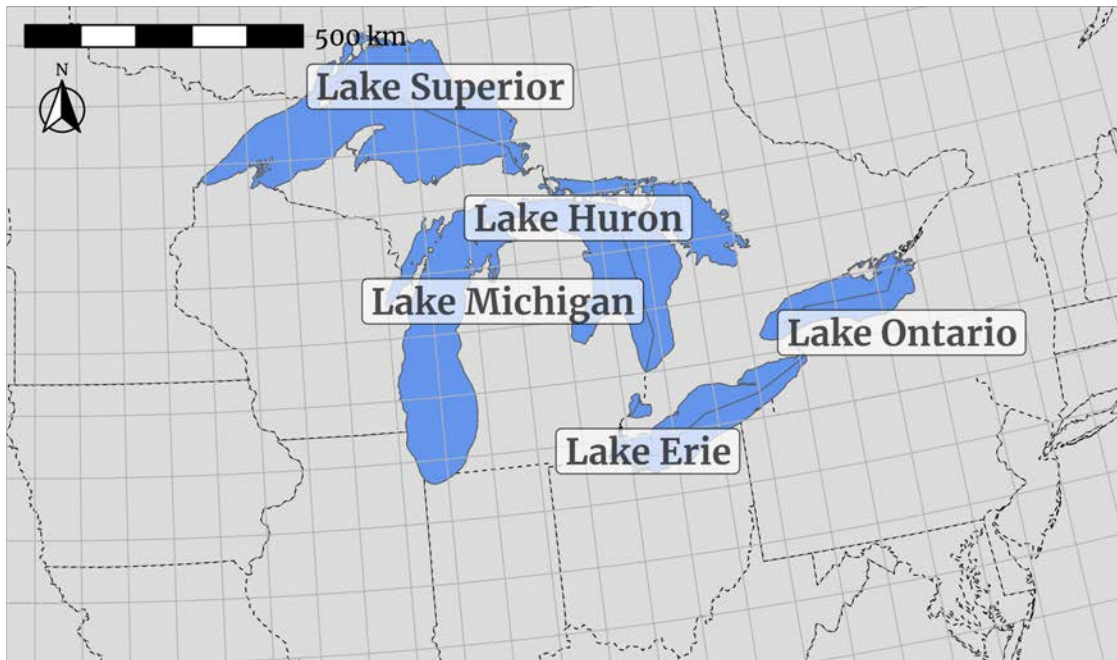 500 km
N
Lake Superior
Lake Huron
Lake Michigan
Lake Ontario
Lake Erie